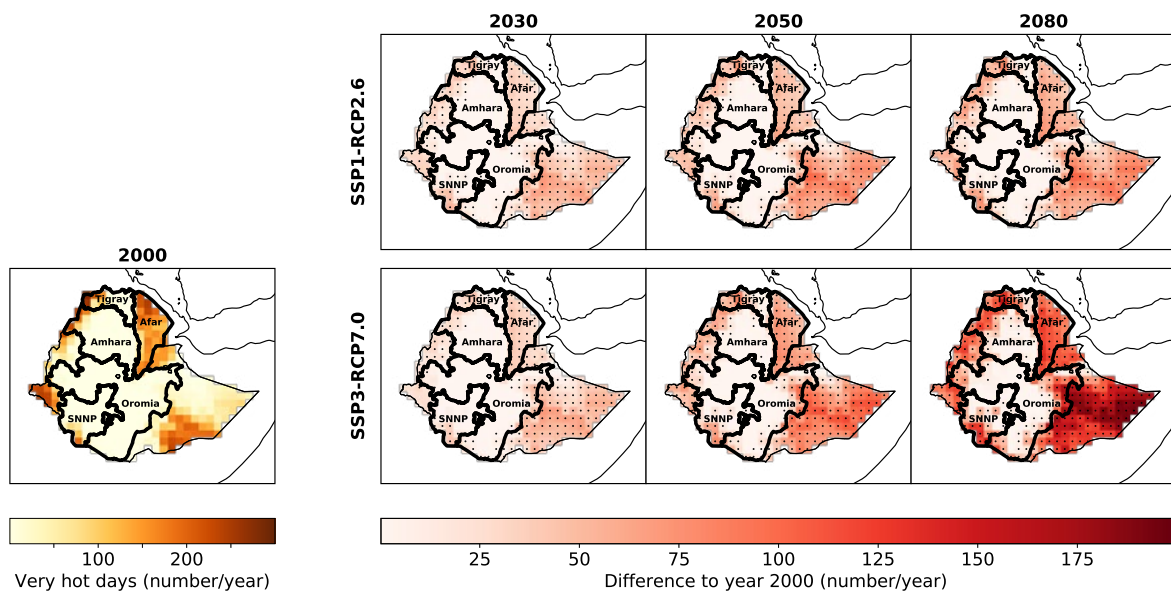 2030 2050 2080
SSP1-RCP2.6
Tigray
Afar
Amhara
Oromia
SNNP
Tigray
Afar
Amhara
Oromia
SNNP
Tigray
Afar
Amhara
Oromia
SNNP
2000
Tigray
Afar
Amhara
Oromia
SNNP
SSP3-RCP7.0
Tigray
Afar
Amhara
Oromia
SNNP
Tigray
Afar
Amhara
Oromia
SNNP
Tigray
Afar
Amhara
Oromia
SNNP
100 200
Very hot days (number/year)
25 50 75 100 125 150 175
Difference to year 2000 (number/year)